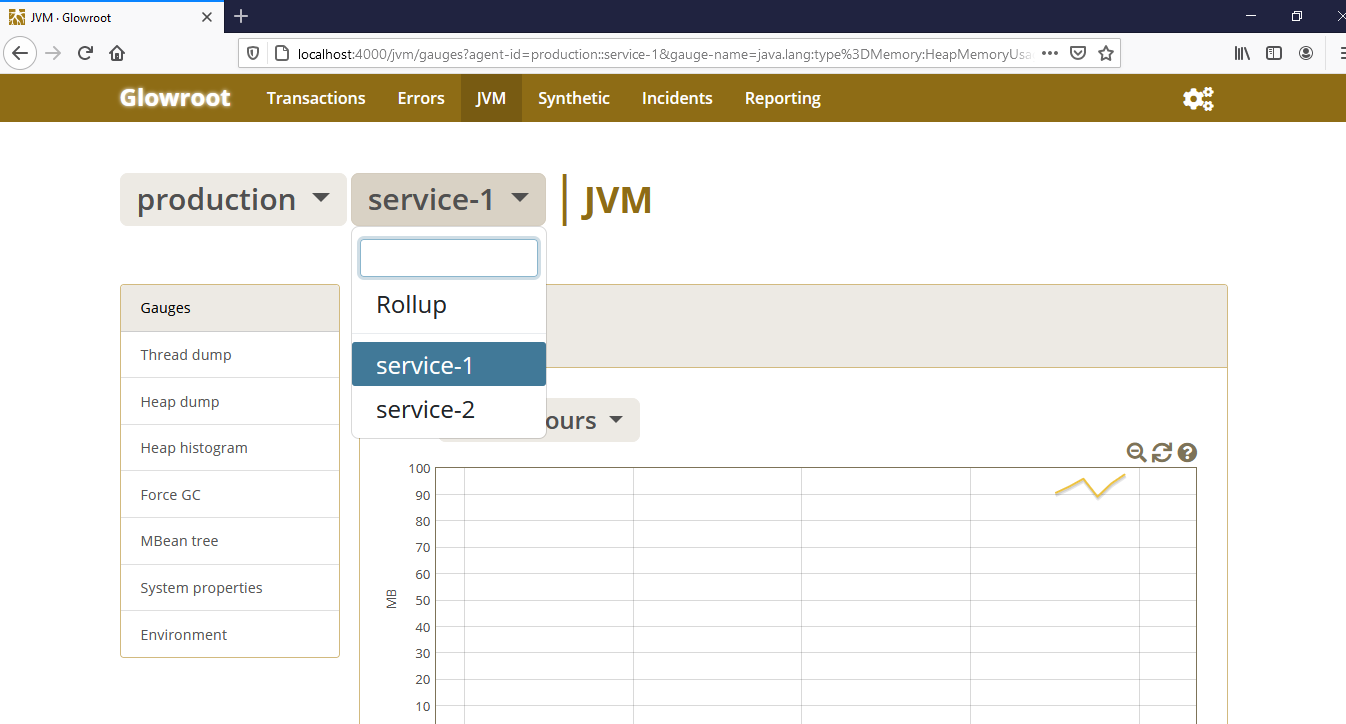 JVM · Glowroot
localhost:4000/jvm/gauges?agent-id=production::service-1&gauge-name=java.lang:type%3DMemory:HeapMemoryUsa
Glowroot Transactions Errors JVM Synthetic Incidents Reporting
production service-1 JVM
Rollup
service-1
service-2
Gauges
Thread dump
Heap dump
Heap histogram
Force GC
MBean tree
System properties
Environment
ours
100
90
80
70
60
50
40
30
20
10
MB